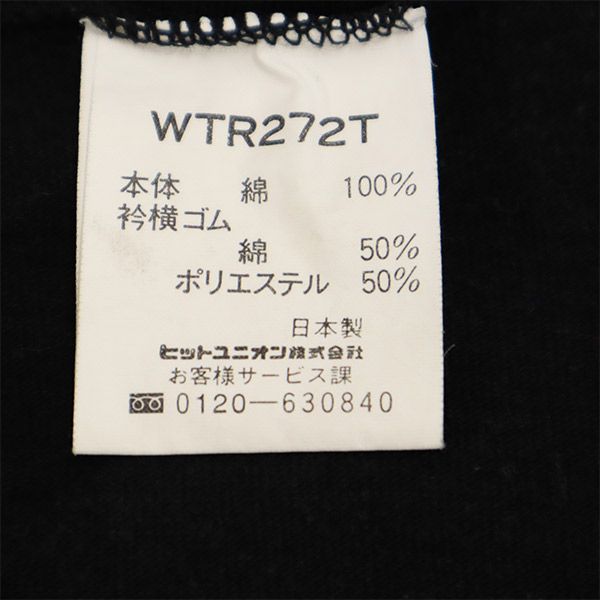 WTR272T
本体 綿 100%
衿横ゴム
綿 50%
ポリエステル 50%
日本製
ヒットユニオン株式会社
お客様サービス課
0120−630840